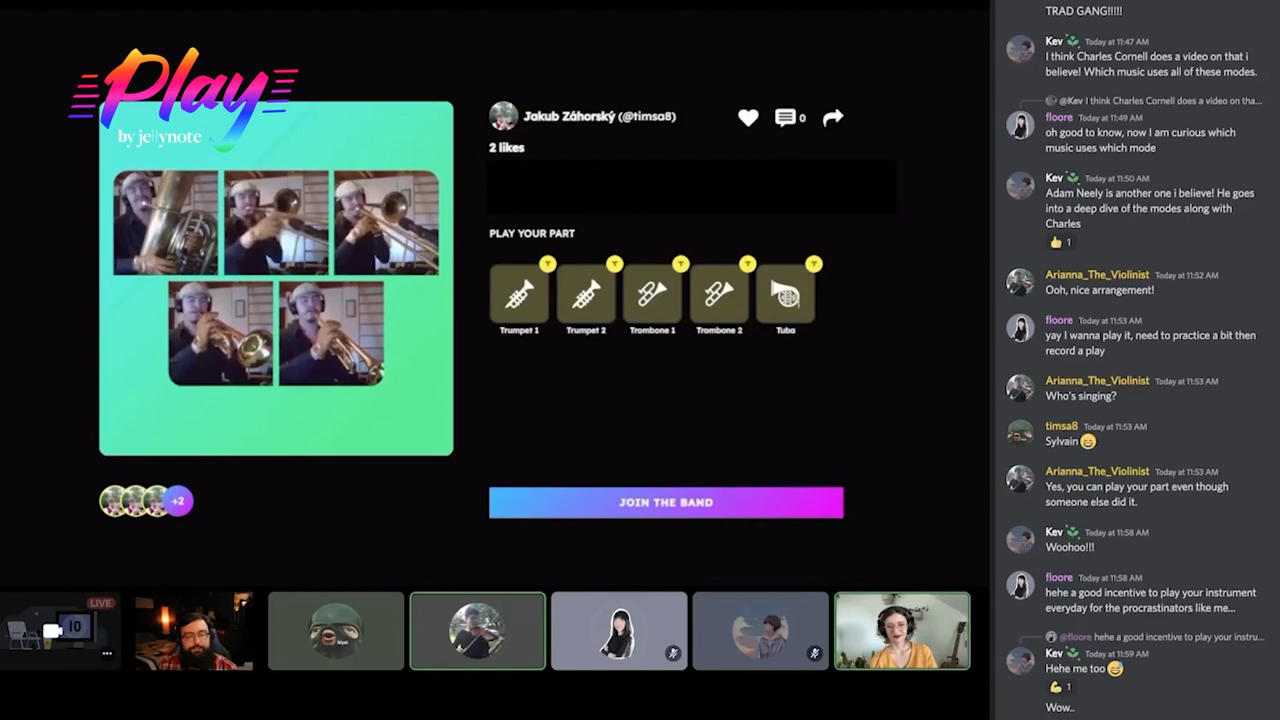 Play
by jellynote
Jakub Záhorský (@timsa8)
0
2 likes
PLAY YOUR PART
Trumpet 1
Trumpet 2
Trombone 1
Trombone 2
Tuba
+2
JOIN THE BAND
LIVE
10
TRAD GANG!!!!!
Kev Today at 11:47 AM
I think Charles Cornell does a video on that i
believe! Which music uses all of these modes.
@Kev I think Charles Cornell does a video on tha...
floore Today at 11:49 AM
oh good to know, now I am curious which
music uses which mode
Kev Today at 11:50 AM
Adam Neely is another one i believe! He goes
into a deep dive of the modes along with
Charles
👍 1
Arianna_The_Violinist Today at 11:52 AM
Ooh, nice arrangement!
floore Today at 11:53 AM
yay I wanna play it, need to practice a bit then
record a play
Arianna_The_Violinist Today at 11:53 AM
Who's singing?
timsa8 Today at 11:53 AM
Sylvain 😄
Arianna_The_Violinist Today at 11:53 AM
Yes, you can play your part even though
someone else did it.
Kev Today at 11:58 AM
Woohoo!!!
floore Today at 11:58 AM
hehe a good incentive to play your instrument
everyday for the procrastinators like me...
@floore hehe a good incentive to play your instru...
Kev Today at 11:59 AM
Hehe me too 😅
💪 1
Wow..